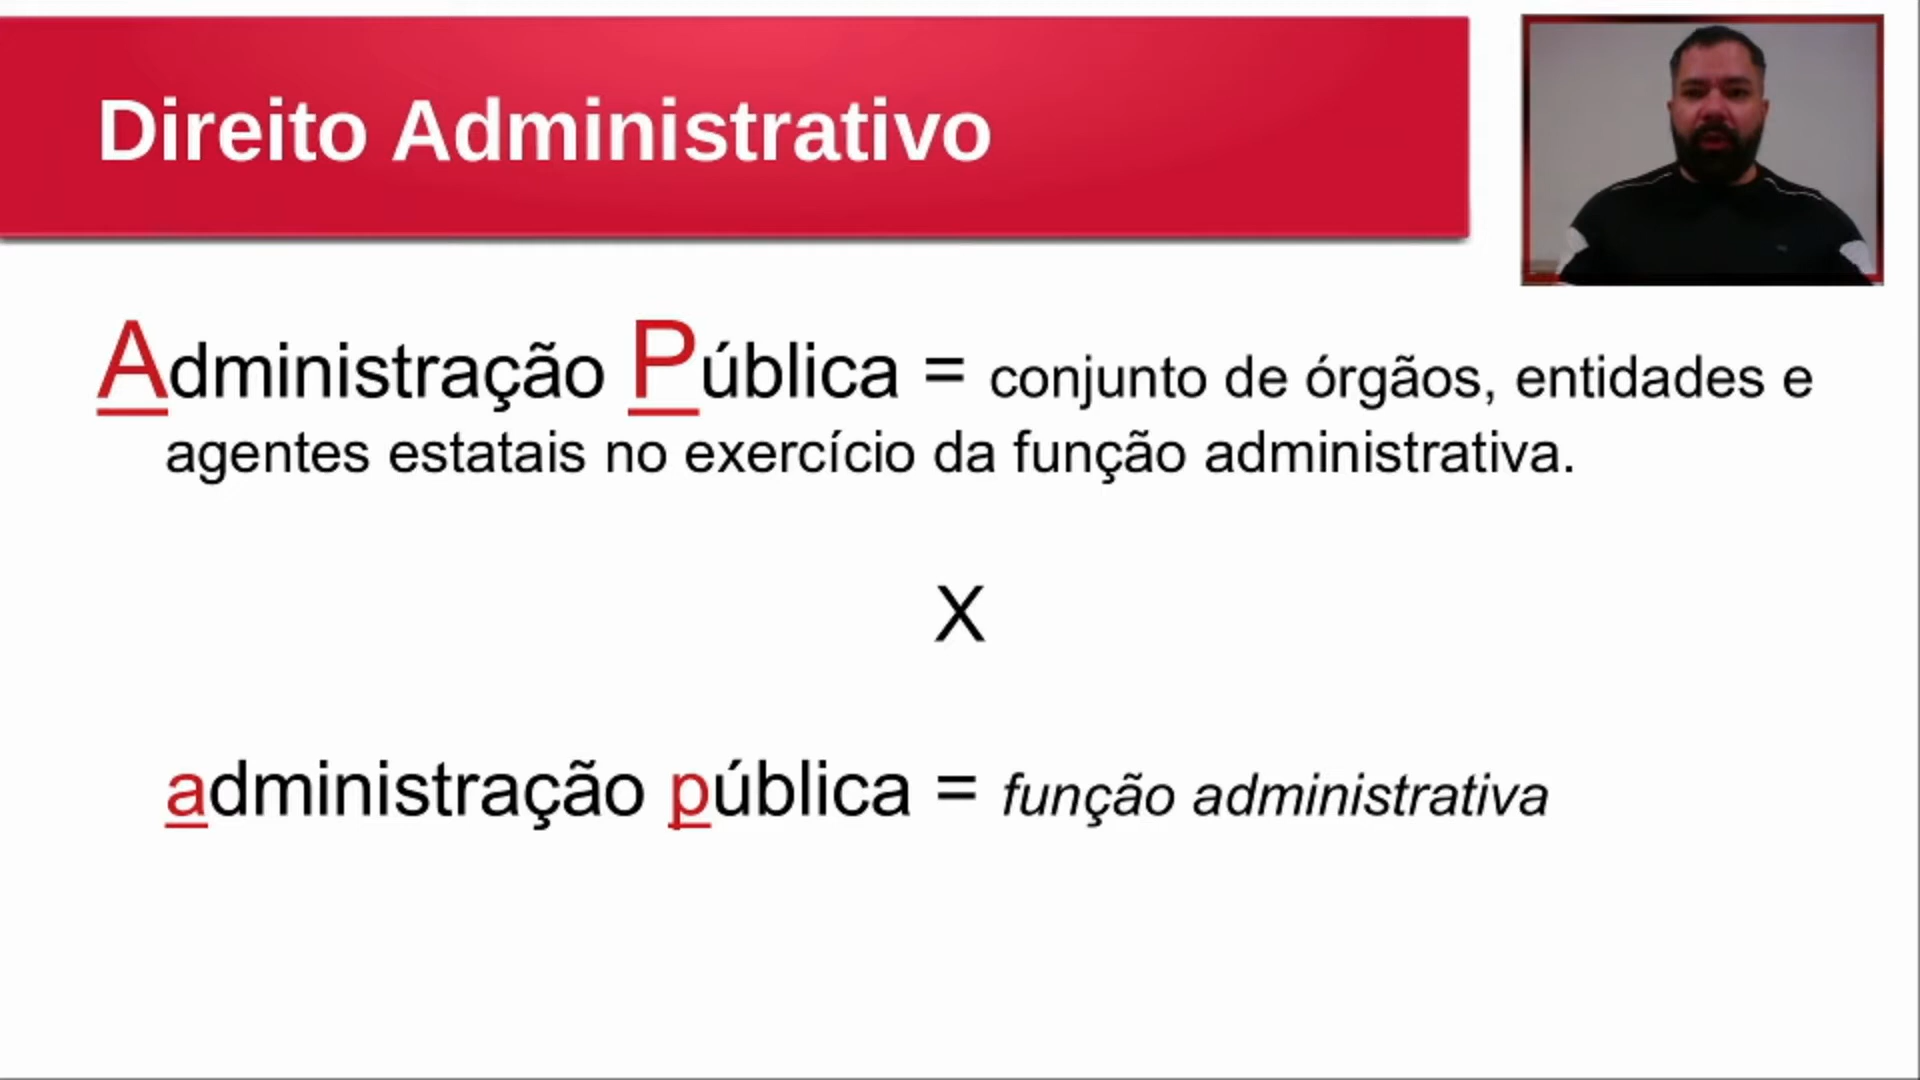 Direito Administrativo
Administração Pública = conjunto de órgãos, entidades e
agentes estatais no exercício da função administrativa.
X
administração pública = função administrativa